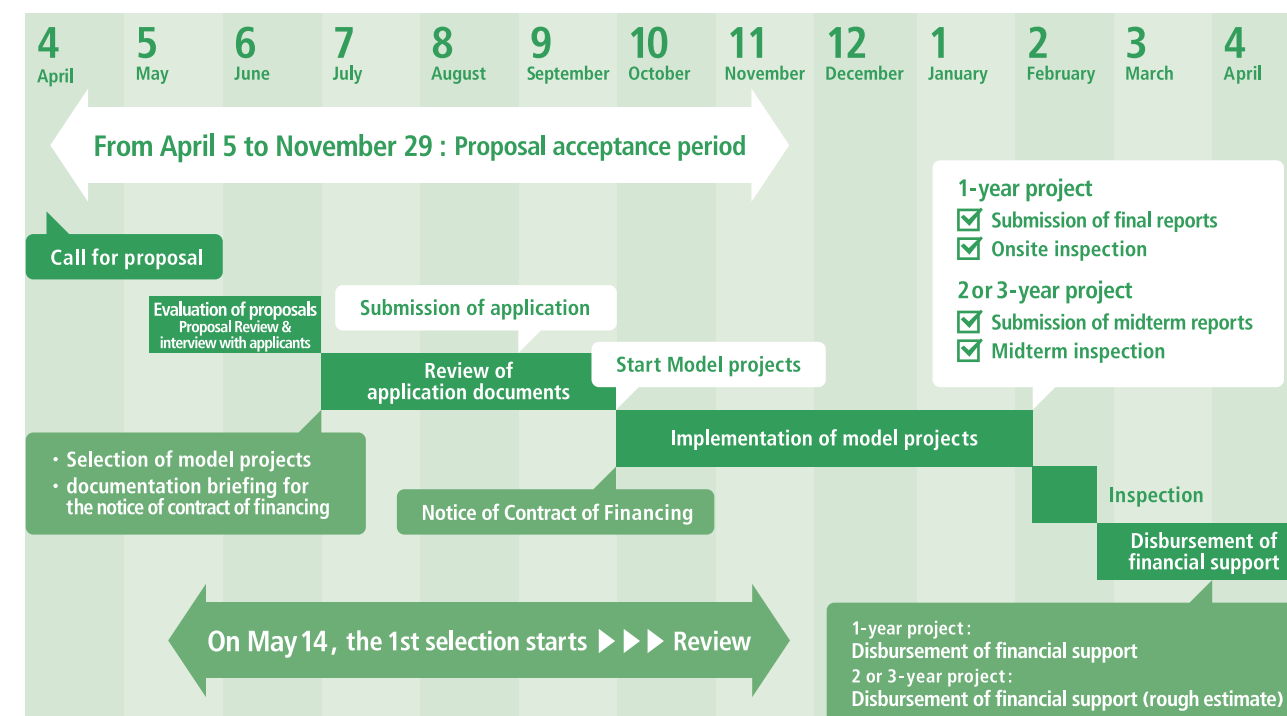 4 5 6 7 8 9 10 11 12 1 2 3 4
April May June July August September October November December January February March April
From April 5 to November 29 : Proposal acceptance period
Call for proposal
1-year project
Submission of final reports
Onsite inspection
2 or 3-year project
Submission of midterm reports
Midterm inspection
Evaluation of proposals
Proposal Review &
interview with applicants
Submission of application
Review of
application documents
Start Model projects
Implementation of model projects
・Selection of model projects
・documentation briefing for
the notice of contract of financing
Notice of Contract of Financing
Inspection
Disbursement of
financial support
On May 14, the 1st selection starts ▶ ▶ ▶ Review
1-year project :
Disbursement of financial support
2 or 3-year project :
Disbursement of financial support (rough estimate)